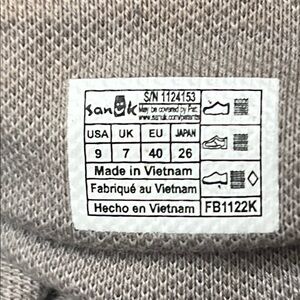 S/N 1124153
sanuk
May be covered by Pat.
www.sanuk.com/patents
USA UK EU JAPAN
9 7 40 26
Made in Vietnam
Fabriqué au Vietnam
Hecho en Vietnam
FB1122K